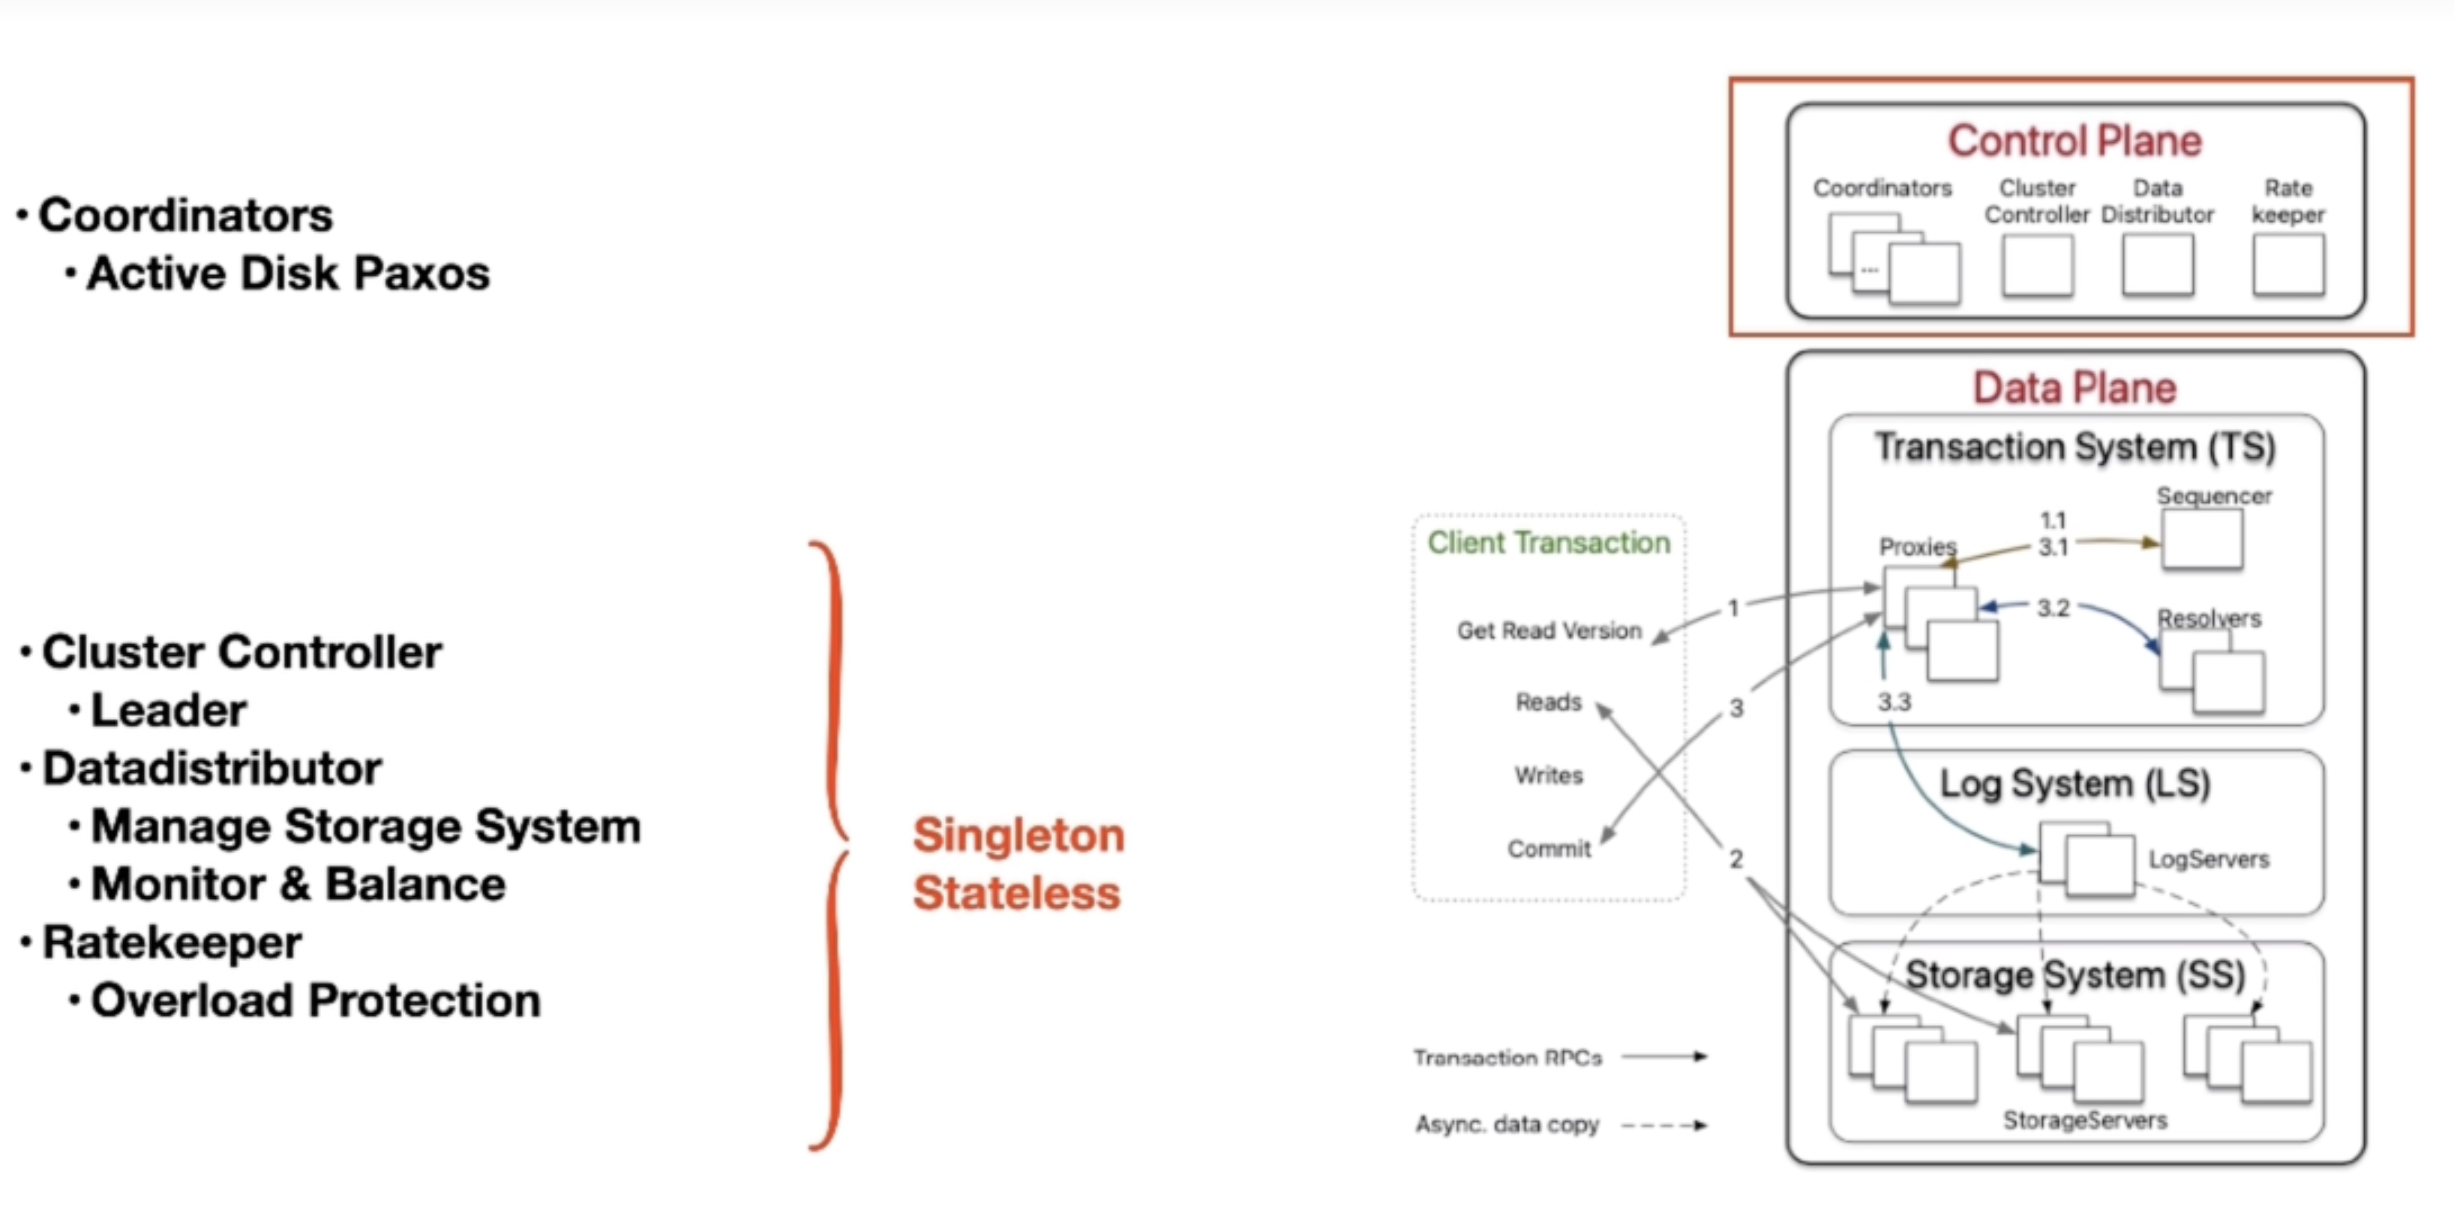 · Coordinators
· Active Disk Paxos
· Cluster Controller
· Leader
· Datadistributor
· Manage Storage System
· Monitor & Balance
· Ratekeeper
· Overload Protection
Singleton
Stateless
Control Plane
Coordinators
...
Cluster
Controller
Data
Distributor
Rate
keeper
Data Plane
Transaction System (TS)
Sequencer
1.1
3.1
Proxies
3.2
Resolvers
3.3
Client Transaction
Get Read Version
1
Reads
3
Writes
Commit
2
Log System (LS)
LogServers
Storage System (SS)
StorageServers
Transaction RPCs
Async. data copy